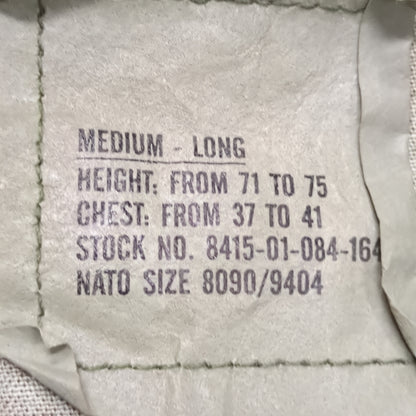 MEDIUM - LONG
HEIGHT: FROM 71 TO 75
CHEST: FROM 37 TO 41
STOCK NO. 8415-01-084-164
NATO SIZE 8090/9404